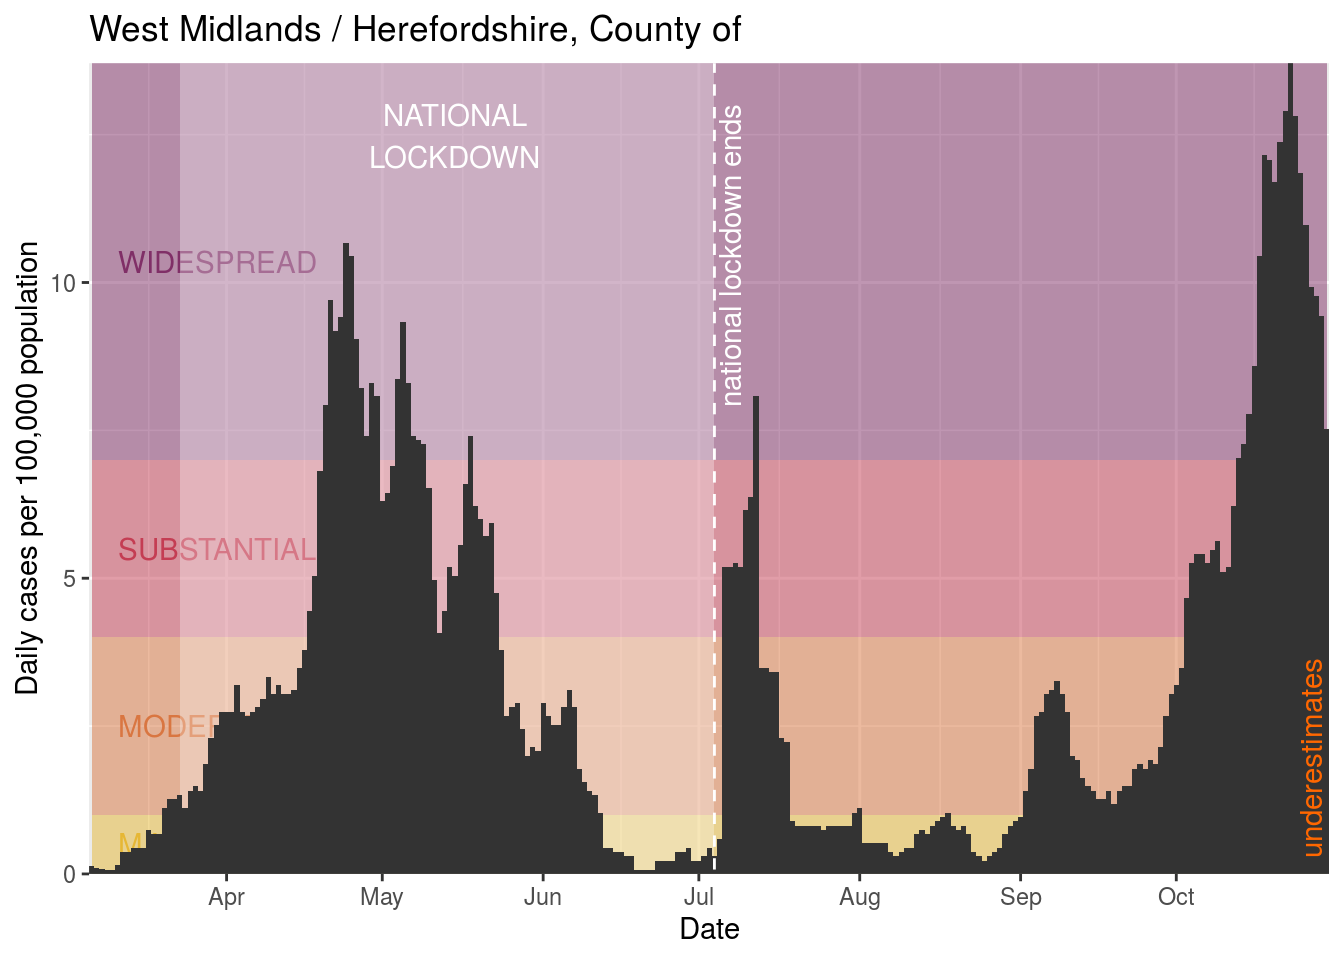 West Midlands / Herefordshire, County of
NATIONAL
LOCKDOWN
national lockdown ends
WIDESPREAD
SUBSTANTIAL
MODER
M
underestimates
Daily cases per 100,000 population
10
5
0
Apr
May
Jun
Jul
Aug
Sep
Oct
Date